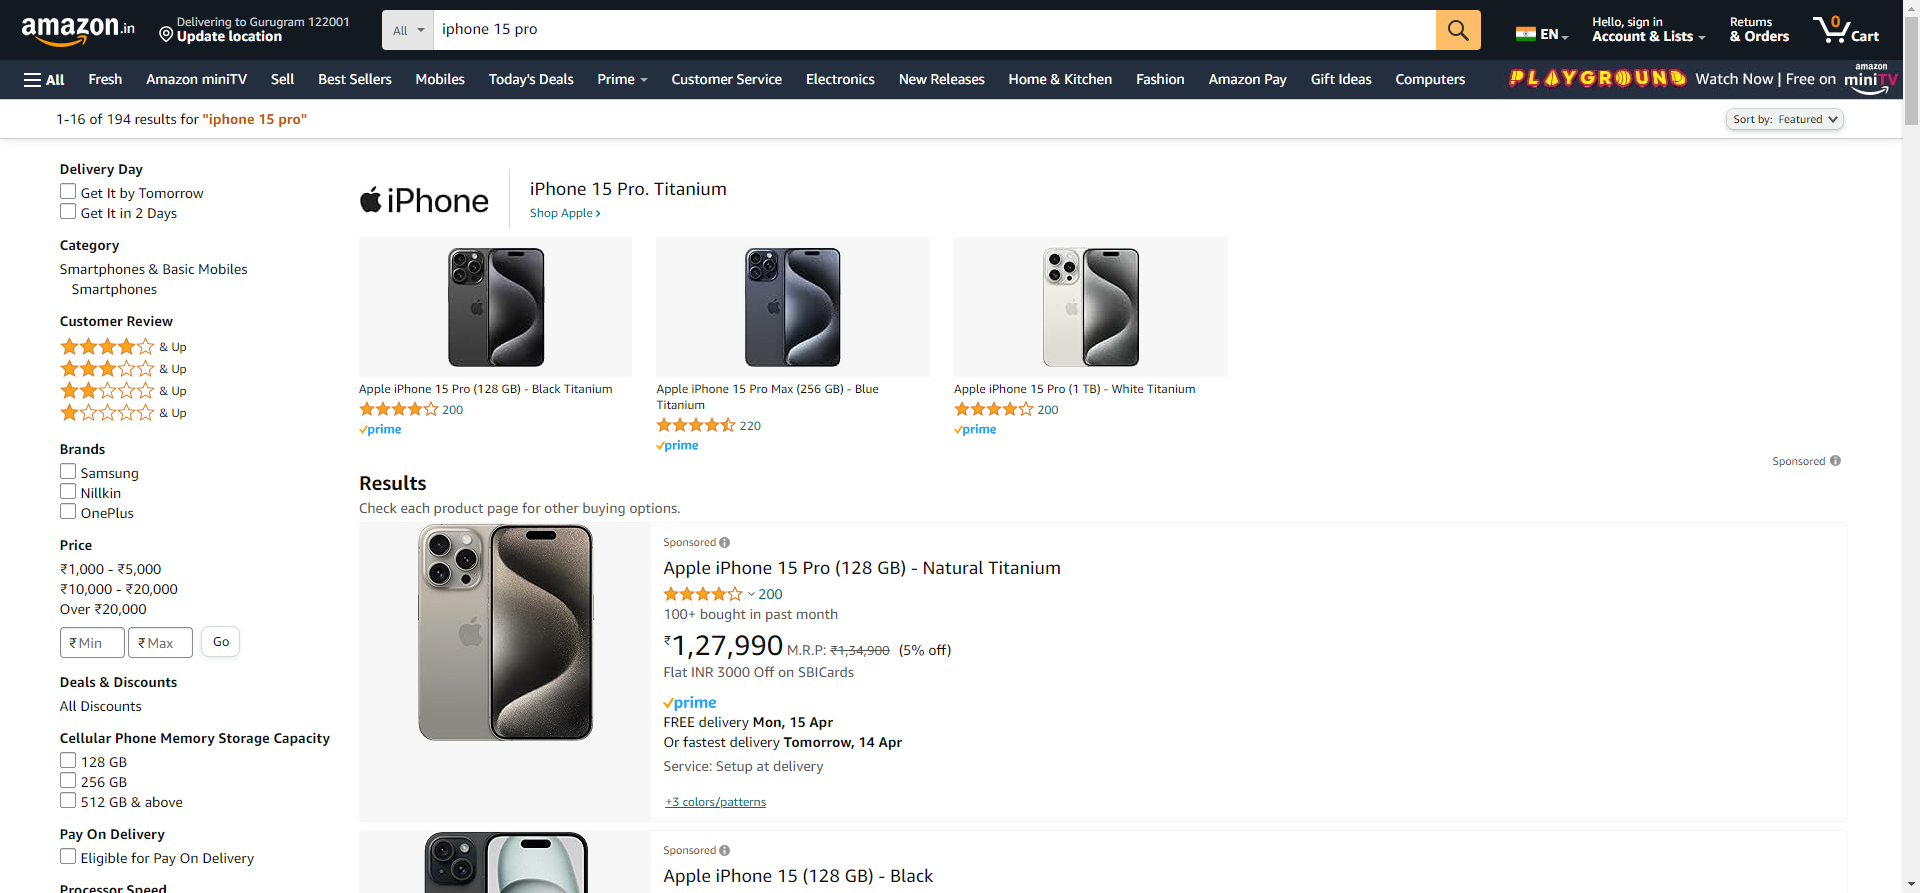 amazon.in
Delivering to Gurugram 122001
Update location
All
iphone 15 pro
EN
Hello, sign in
Account & Lists
Returns
& Orders
0
Cart
All
Fresh
Amazon miniTV
Sell
Best Sellers
Mobiles
Today's Deals
Prime
Customer Service
Electronics
New Releases
Home & Kitchen
Fashion
Amazon Pay
Gift Ideas
Computers
PLAYGROUND
Watch Now | Free on
amazon
miniTV
1-16 of 194 results for "iphone 15 pro"
Sort by: Featured
Delivery Day
Get It by Tomorrow
Get It in 2 Days
Category
Smartphones & Basic Mobiles
Smartphones
Customer Review
& Up
& Up
& Up
& Up
Brands
Samsung
Nillkin
OnePlus
Price
₹1,000 - ₹5,000
₹10,000 - ₹20,000
Over ₹20,000
₹ Min
₹ Max
Go
Deals & Discounts
All Discounts
Cellular Phone Memory Storage Capacity
128 GB
256 GB
512 GB & above
Pay On Delivery
Eligible for Pay On Delivery
Processor Speed
iPhone
iPhone 15 Pro. Titanium
Shop Apple ›
Apple iPhone 15 Pro (128 GB) - Black Titanium
200
prime
Apple iPhone 15 Pro Max (256 GB) - Blue
Titanium
220
prime
Apple iPhone 15 Pro (1 TB) - White Titanium
200
prime
Sponsored
Results
Check each product page for other buying options.
Sponsored
Apple iPhone 15 Pro (128 GB) - Natural Titanium
200
100+ bought in past month
₹1,27,990 M.R.P: ₹1,34,900 (5% off)
Flat INR 3000 Off on SBICards
prime
FREE delivery Mon, 15 Apr
Or fastest delivery Tomorrow, 14 Apr
Service: Setup at delivery
+3 colors/patterns
Sponsored
Apple iPhone 15 (128 GB) - Black